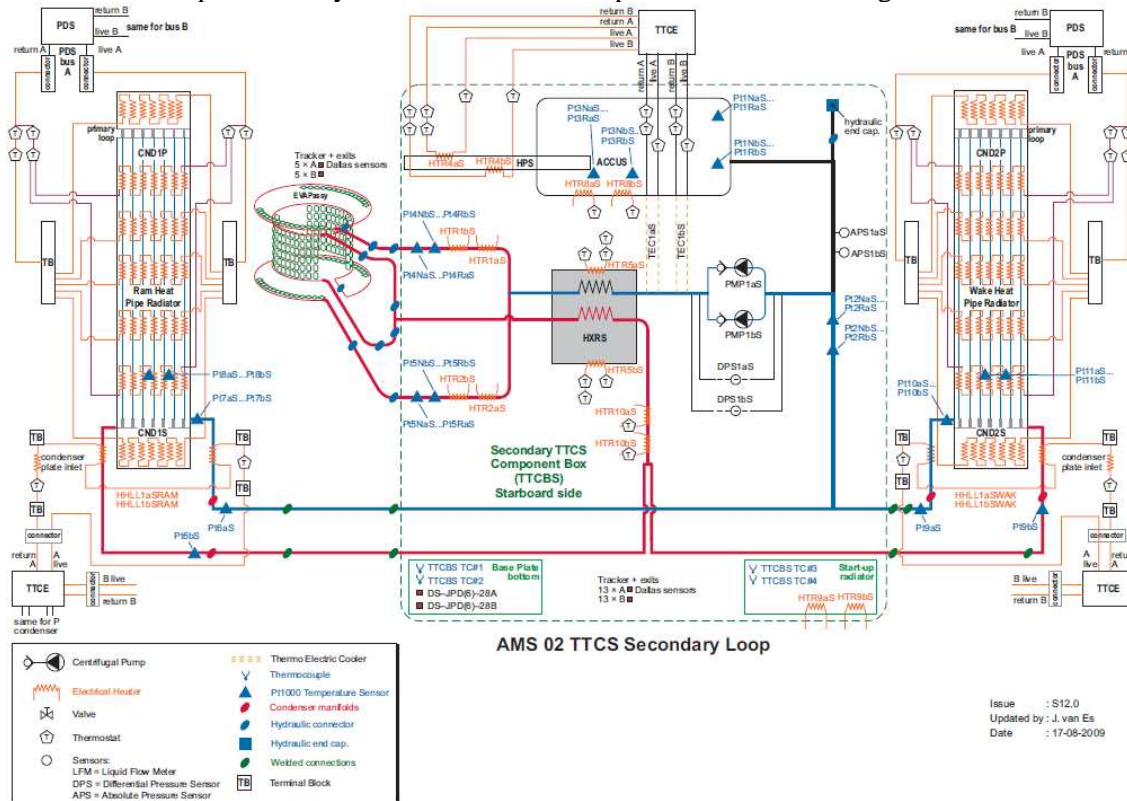 PDS
return B
live B
same for bus B
return A
live A
PDS bus A
connector
connector
return B
return A
live A
live B
TTCE
return A
live A
return B
live B
same for bus B
return B
live B
PDS
return A
live A
PDS bus A
connector
connector
primary loop
CND1P
Ram Heat Pipe Radiator
TB
TB
Pt8aS...Pt8bS
Pt7aS...Pt7bS
CND1S
Tracker + exits
5 × A Dallas sensors
5 × B
EVAPassy
HTR4aS
HTR4bS
HPS
Pt3NaS...
Pt3RaS
Pt3NbS...
Pt3RbS
ACCUS
HTR8aS
HTR8bS
Pt1NaS...
Pt1RaS
Pt1NbS...
Pt1RbS
hydraulic end cap.
APS1aS
APS1bS
TEC1aS
TEC1bS
Pt4NbS...Pt4RbS
HTR1bS
HTR1aS
Pt4NaS...Pt4RaS
HTR5aS
HXRS
HTR5bS
PMP1aS
PMP1bS
Pt2NaS...
Pt2RaS
Pt2NbS...
Pt2RbS
DPS1aS
DPS1bS
Pt5NbS...Pt5RbS
HTR2bS
HTR2aS
Pt5NaS...Pt5RaS
HTR10aS
HTR10bS
Secondary TTCS
Component Box
(TTCBS)
Starboard side
primary loop
CND2P
Wake Heat Pipe Radiator
TB
TB
Pt11aS...
Pt11bS
Pt10aS...
Pt10bS
CND2S
TB
condenser plate inlet
TB
TB
HHLL1aSRAM
HHLL1bSRAM
connector
return A
A live
TTCE
connector
B live
return B
same for P condenser
Pt6aS
Pt6bS
TTCBS TC#1
TTCBS TC#2
Base Plate bottom
DS–JPD(6)–28A
DS–JPD(6)–28B
Tracker + exits
13 × A Dallas sensors
13 × B
TTCBS TC#3
TTCBS TC#4
Start-up radiator
HTR9aS
HTR9bS
Pt9aS
Pt9bS
HHLL1aSWAK
HHLL1bSWAK
TB
condenser plate inlet
TB
TB
connector
A live
A return
B live
return B
connector
TTCE
AMS 02 TTCS Secondary Loop
Centrifugal Pump
Electrical Heater
Valve
T Thermostat
Sensors:
LFM = Liquid Flow Meter
DPS = Differential Pressure Sensor
APS = Absolute Pressure Sensor
Thermo Electric Cooler
Thermocouple
Pt1000 Temperature Sensor
Condenser manifolds
Hydraulic connector
Hydraulic end cap.
Welded connections
TB Terminal Block
Issue : S12.0
Updated by : J. van Es
Date : 17-08-2009